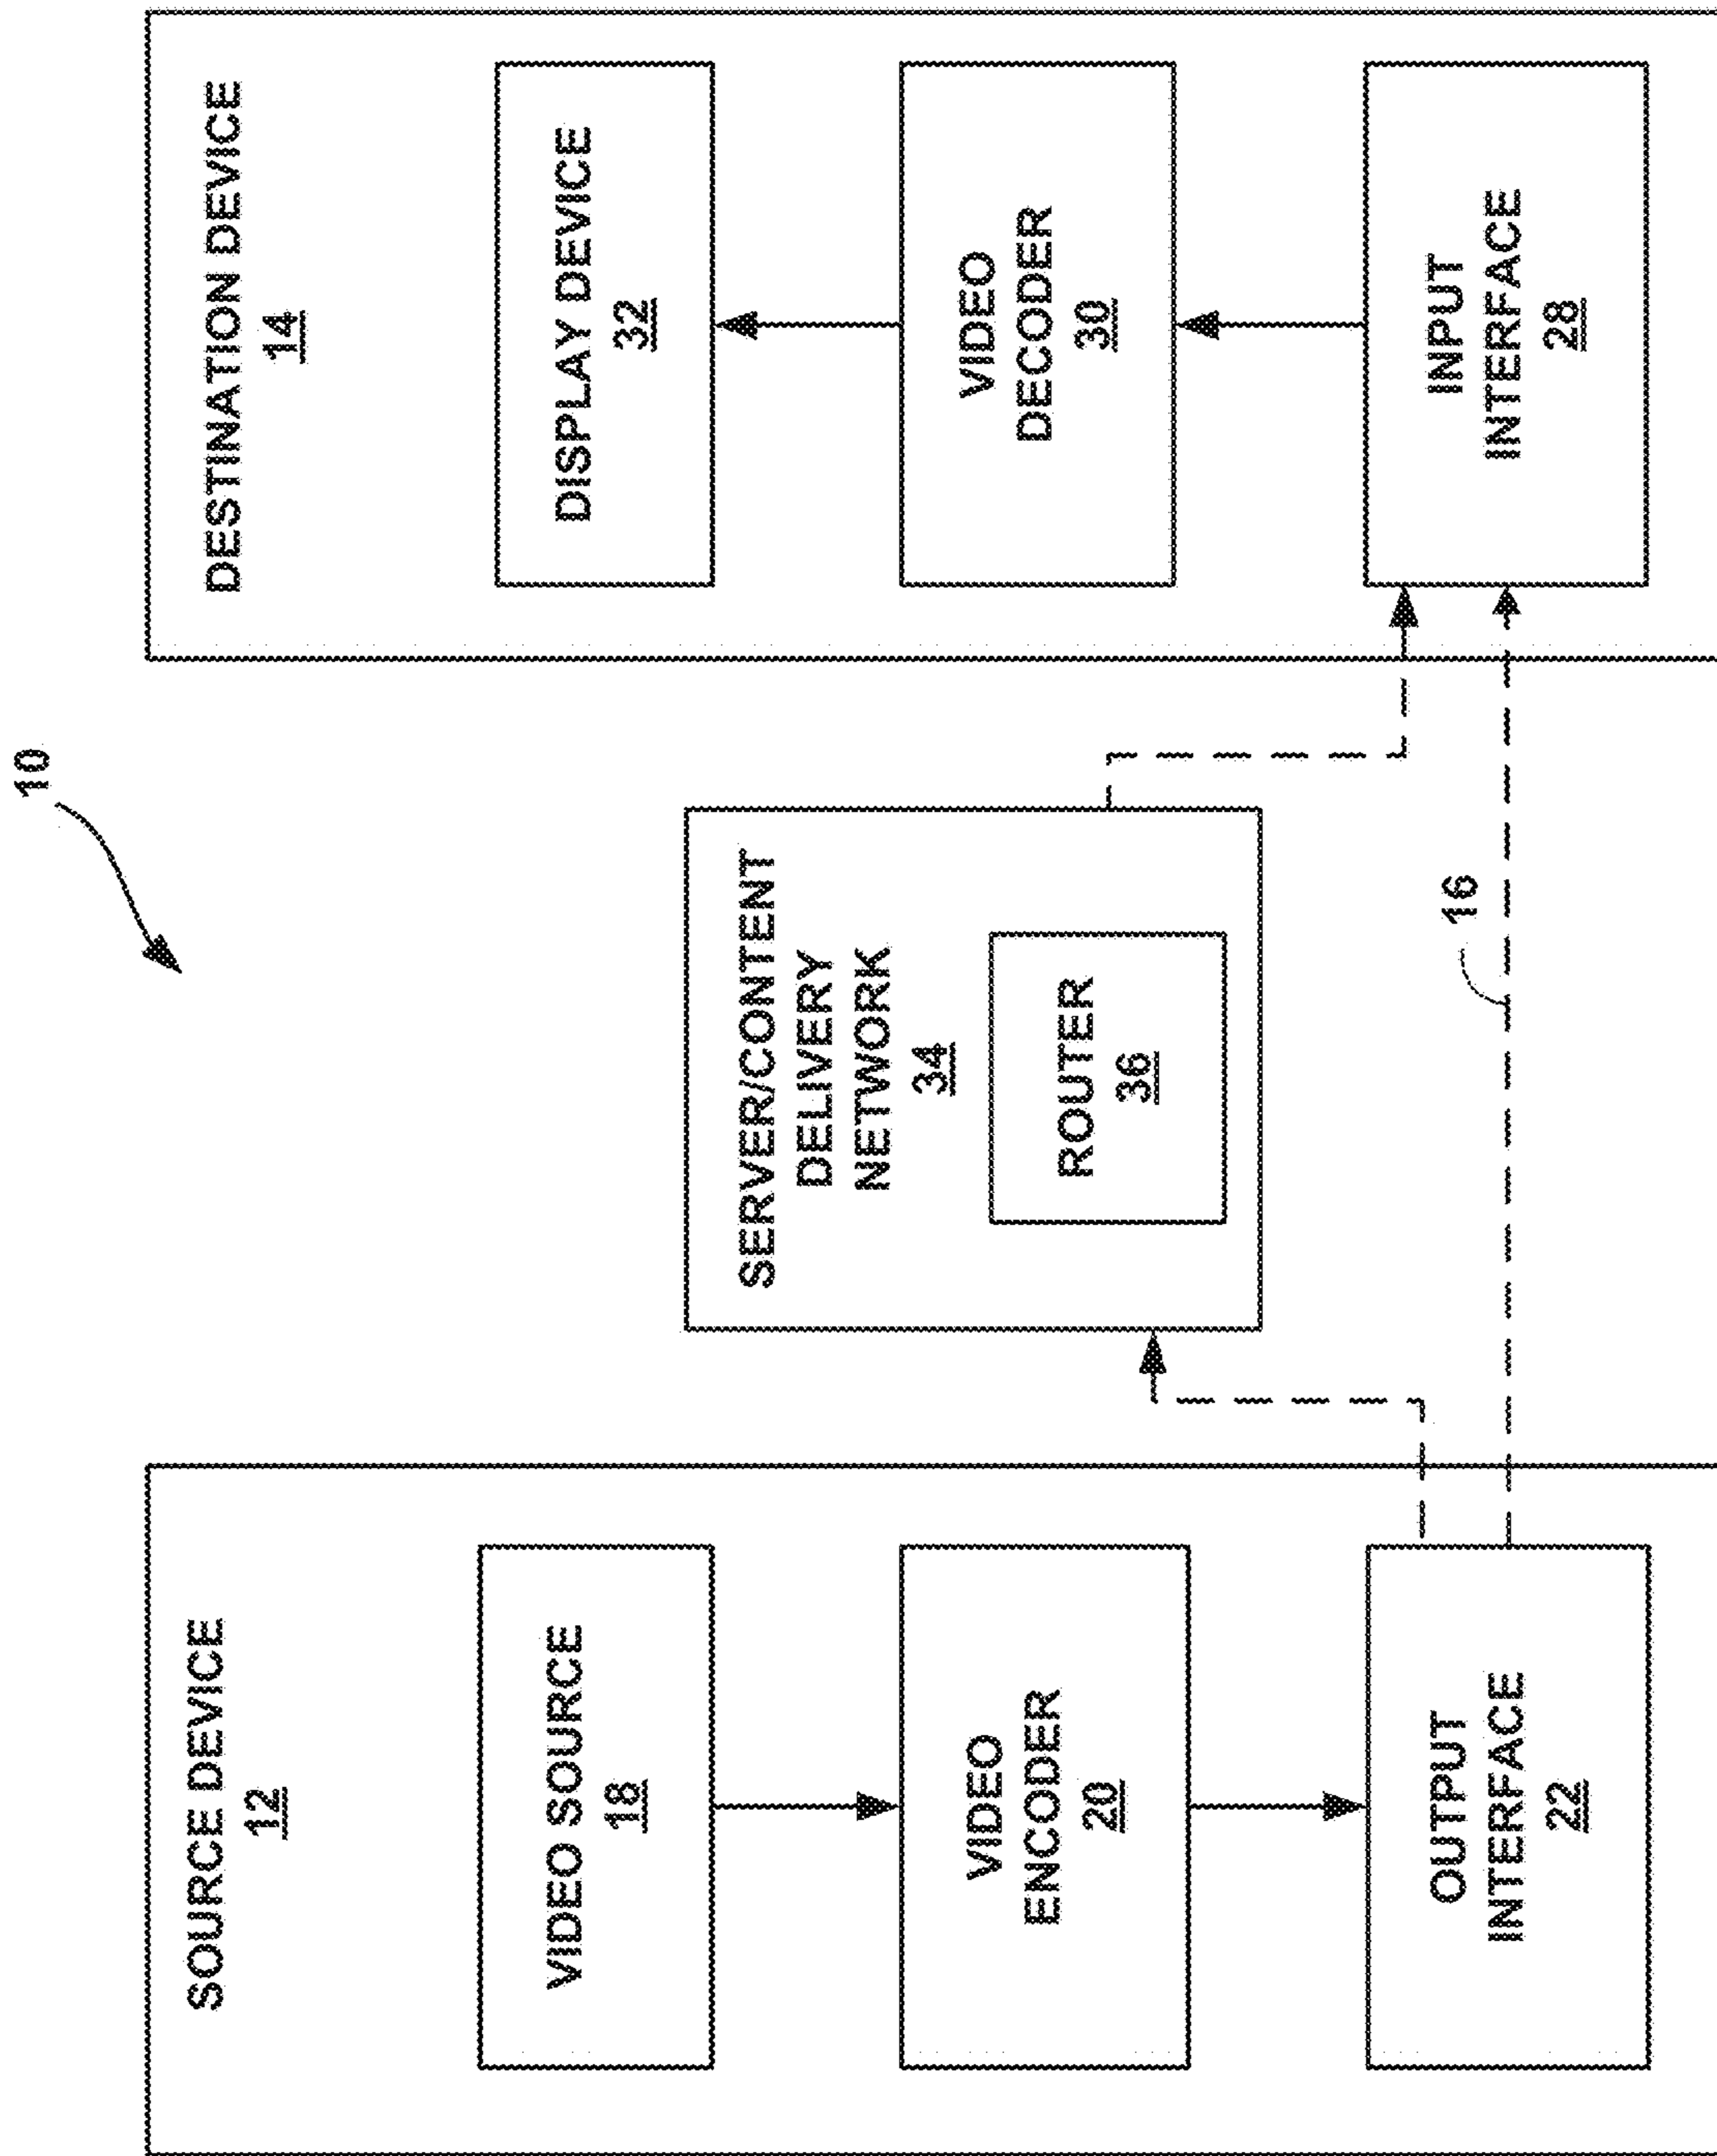 10
SOURCE DEVICE
12
VIDEO SOURCE
18
VIDEO
ENCODER
20
OUTPUT
INTERFACE
22
SERVER/CONTENT
DELIVERY
NETWORK
34
ROUTER
36
16
DESTINATION DEVICE
14
DISPLAY DEVICE
32
VIDEO
DECODER
30
INPUT
INTERFACE
28